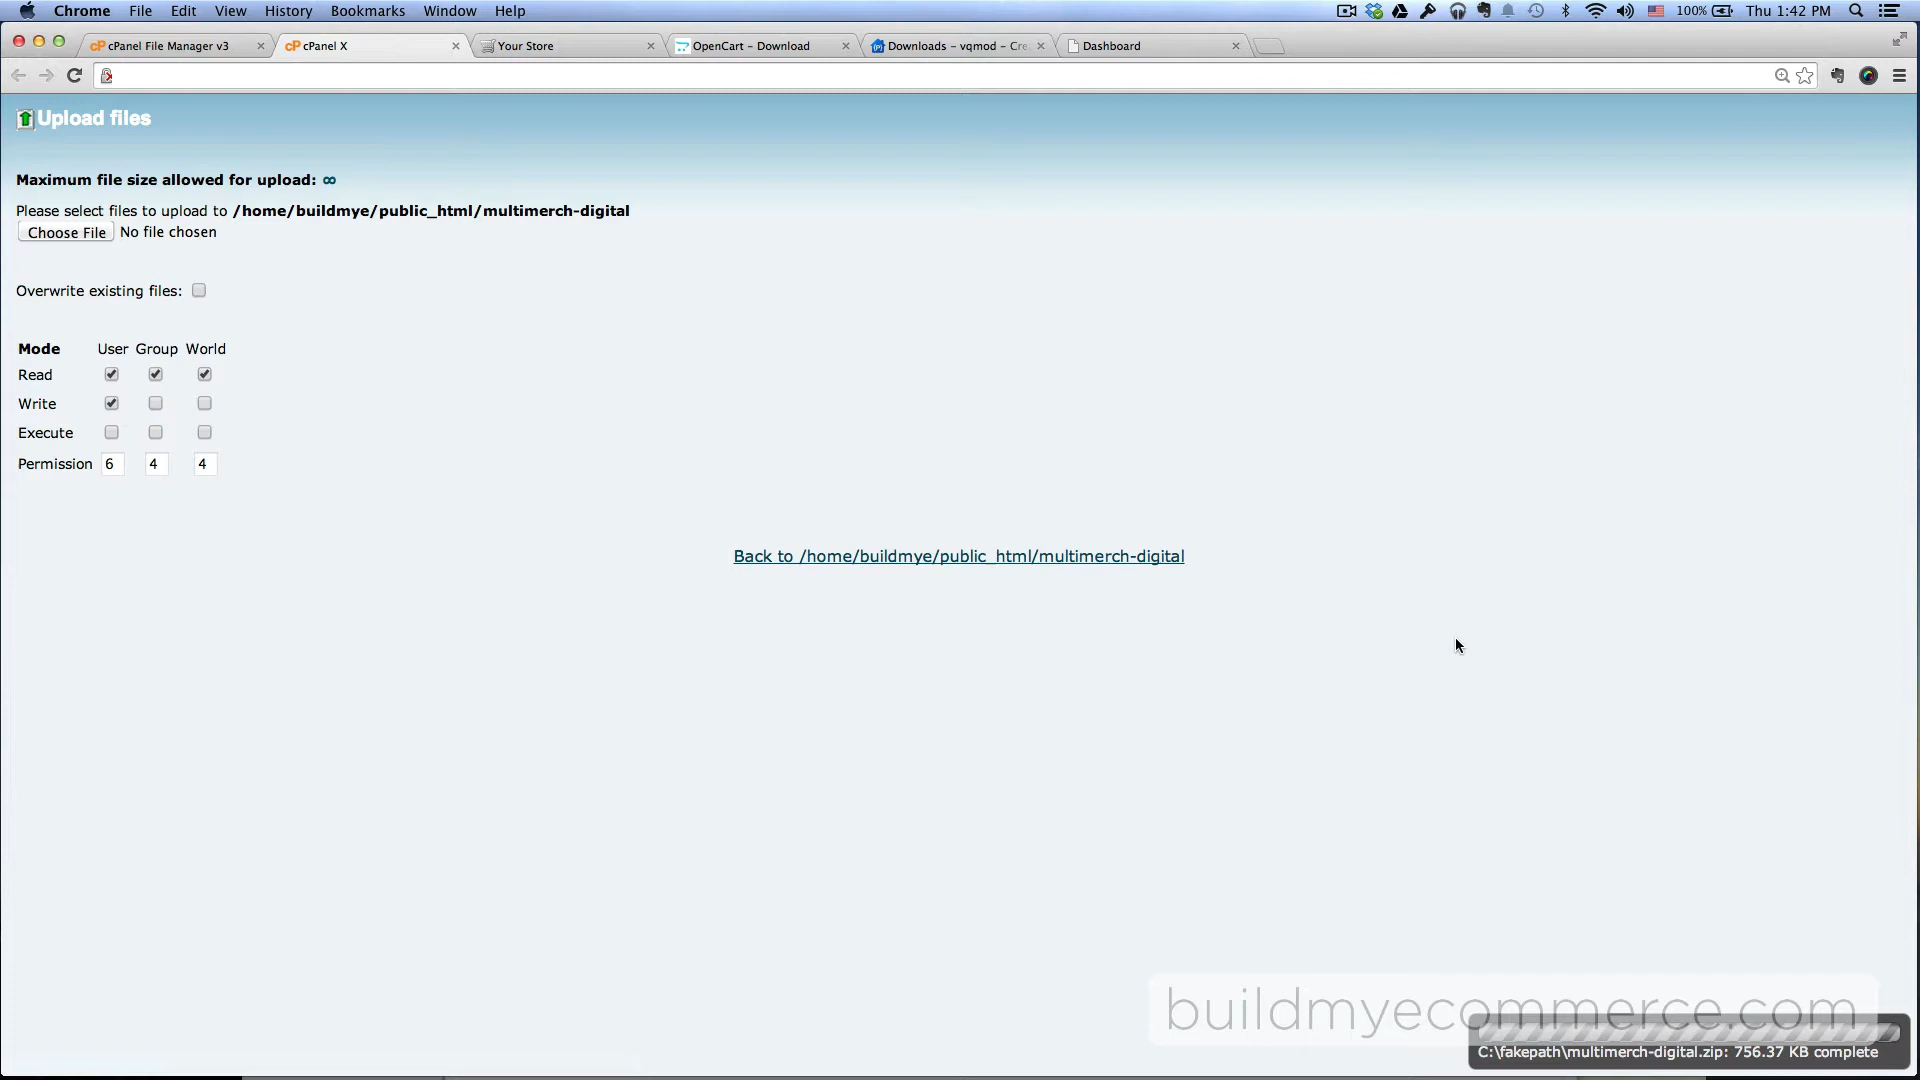 Chrome File Edit View History Bookmarks Window Help 100% Thu 1:42 PM
cP cPanel File Manager v3 cP cPanel X Your Store OpenCart - Download Downloads - vqmod - Cre Dashboard
Upload files
Maximum file size allowed for upload: ∞
Please select files to upload to /home/buildmye/public_html/multimerch-digital
Choose File No file chosen
Overwrite existing files:
Mode User Group World
Read
Write
Execute
Permission 6 4 4
Back to /home/buildmye/public_html/multimerch-digital
buildmyecommerce.com
C:\fakepath\multimerch-digital.zip: 756.37 KB complete